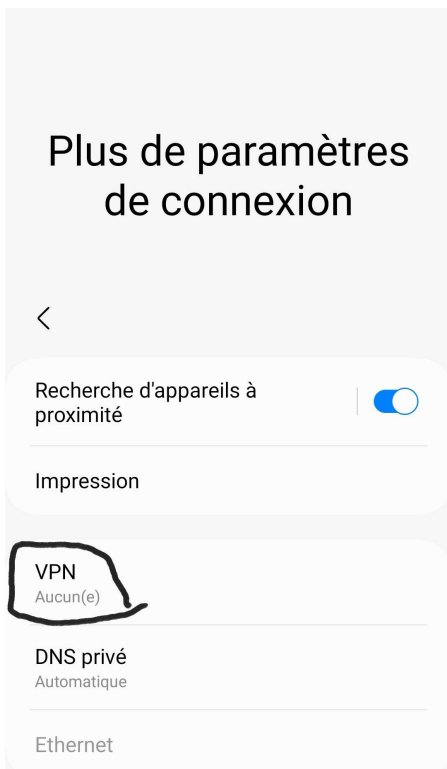 Plus de paramètres
de connexion
Recherche d'appareils à
proximité
Impression
VPN
Aucun(e)
DNS privé
Automatique
Ethernet